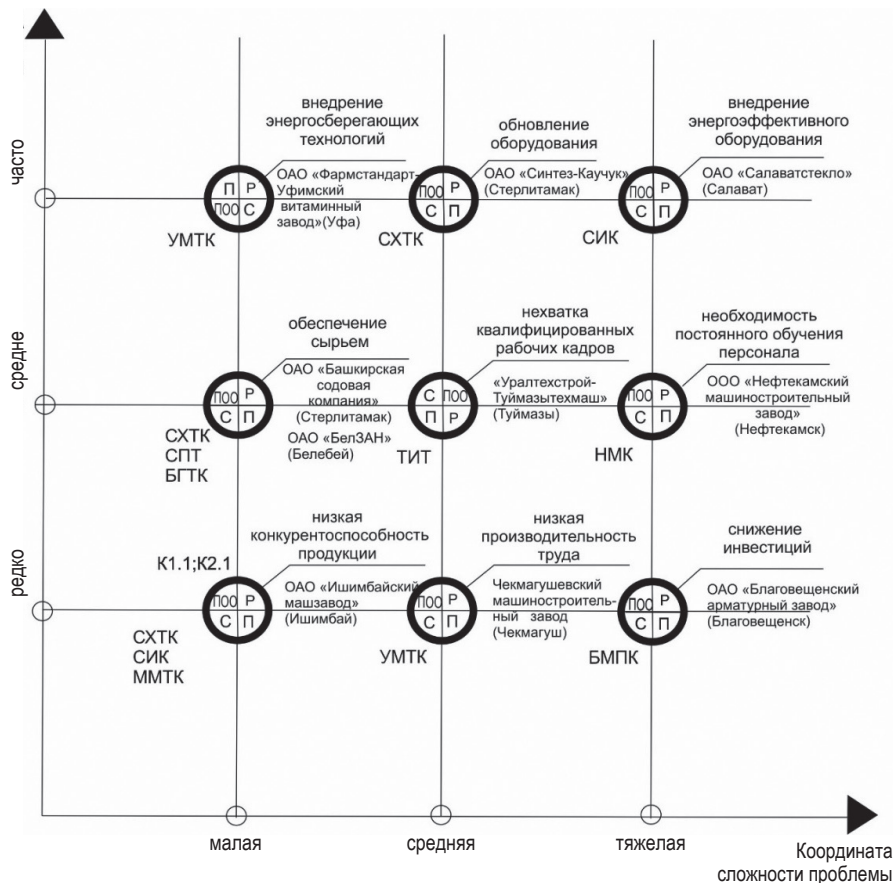 часто
внедрение
энергосберегающих
технологий
ОАО «Фармстандарт-
Уфимский
витаминный
завод»(Уфа)
П Р
ПОО С
УМТК
обновление
оборудования
ОАО «Синтез-Каучук»
(Стерлитамак)
ПОО Р
С П
СХТК
внедрение
энергоэффективного
оборудования
ОАО «Салаватстекло»
(Салават)
ПОО Р
С П
СИК
средне
обеспечение
сырьем
ОАО «Башкирская
содовая
компания»
(Стерлитамак)
ОАО «БелЗАН»
(Белебей)
ПОО Р
С П
СХТК
СПТ
БГТК
нехватка
квалифицированных
рабочих кадров
«Уралтехстрой-
Туймазытехмаш»
(Туймазы)
С ПОО
П Р
ТИТ
необходимость
постоянного обучения
персонала
ООО «Нефтекамский
машиностроительный
завод»
(Нефтекамск)
ПОО Р
С П
НМК
редко
низкая
конкурентоспособность
продукции
К1.1;К2.1
ОАО «Ишимбайский
машзавод»
(Ишимбай)
ПОО Р
С П
СХТК
СИК
ММТК
низкая
производительность
труда
Чекмагушевский
машиностроитель-
ный завод
(Чекмагуш)
ПОО Р
С П
УМТК
снижение
инвестиций
ОАО «Благовещенский
арматурный завод»
(Благовещенск)
ПОО Р
С П
БМПК
малая
средняя
тяжелая
Координата
сложности проблемы